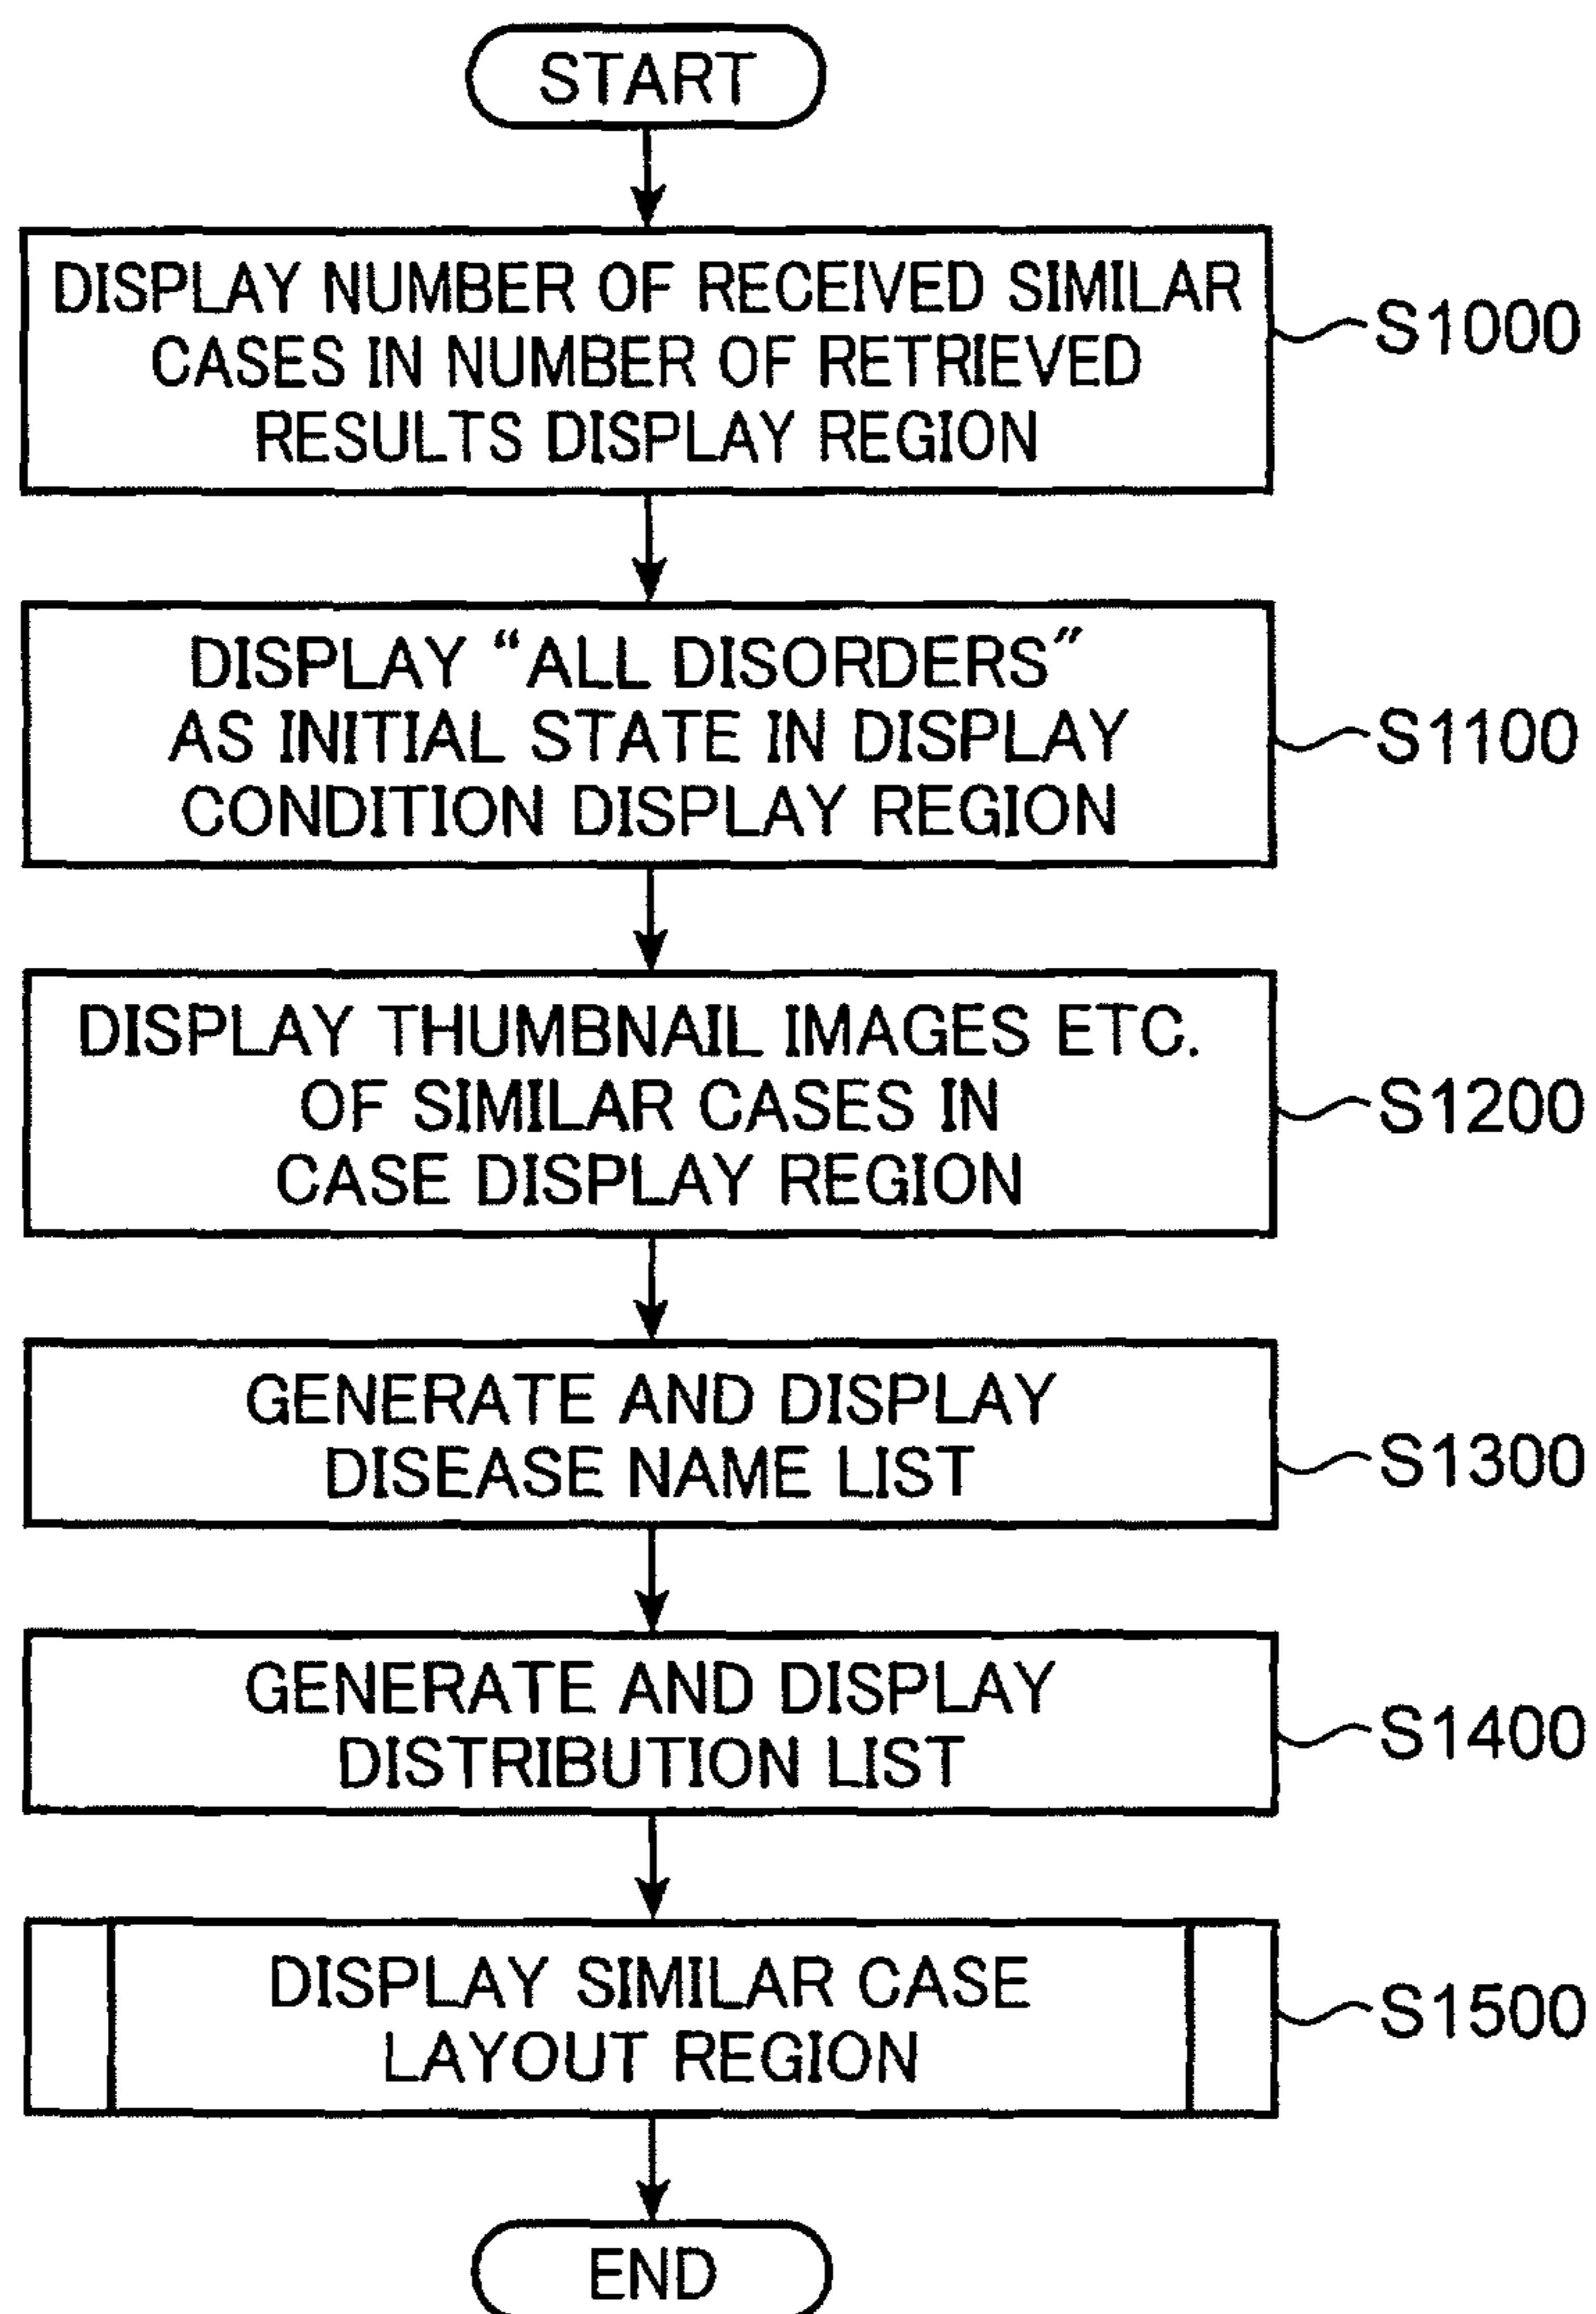 START
DISPLAY NUMBER OF RECEIVED SIMILAR
CASES IN NUMBER OF RETRIEVED
RESULTS DISPLAY REGION
S1000
DISPLAY “ALL DISORDERS”
AS INITIAL STATE IN DISPLAY
CONDITION DISPLAY REGION
S1100
DISPLAY THUMBNAIL IMAGES ETC.
OF SIMILAR CASES IN
CASE DISPLAY REGION
S1200
GENERATE AND DISPLAY
DISEASE NAME LIST
S1300
GENERATE AND DISPLAY
DISTRIBUTION LIST
S1400
DISPLAY SIMILAR CASE
LAYOUT REGION
S1500
END